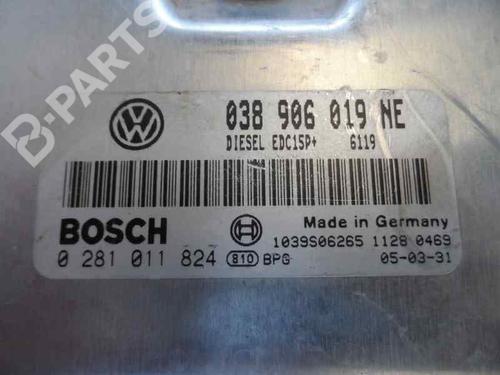 B-PARTS
038 906 019 NE
DIESEL EDC15P+ 6119
BOSCH
Made in Germany
1039S06265 1128 0469
0 281 011 824 810 BPG 05-03-31